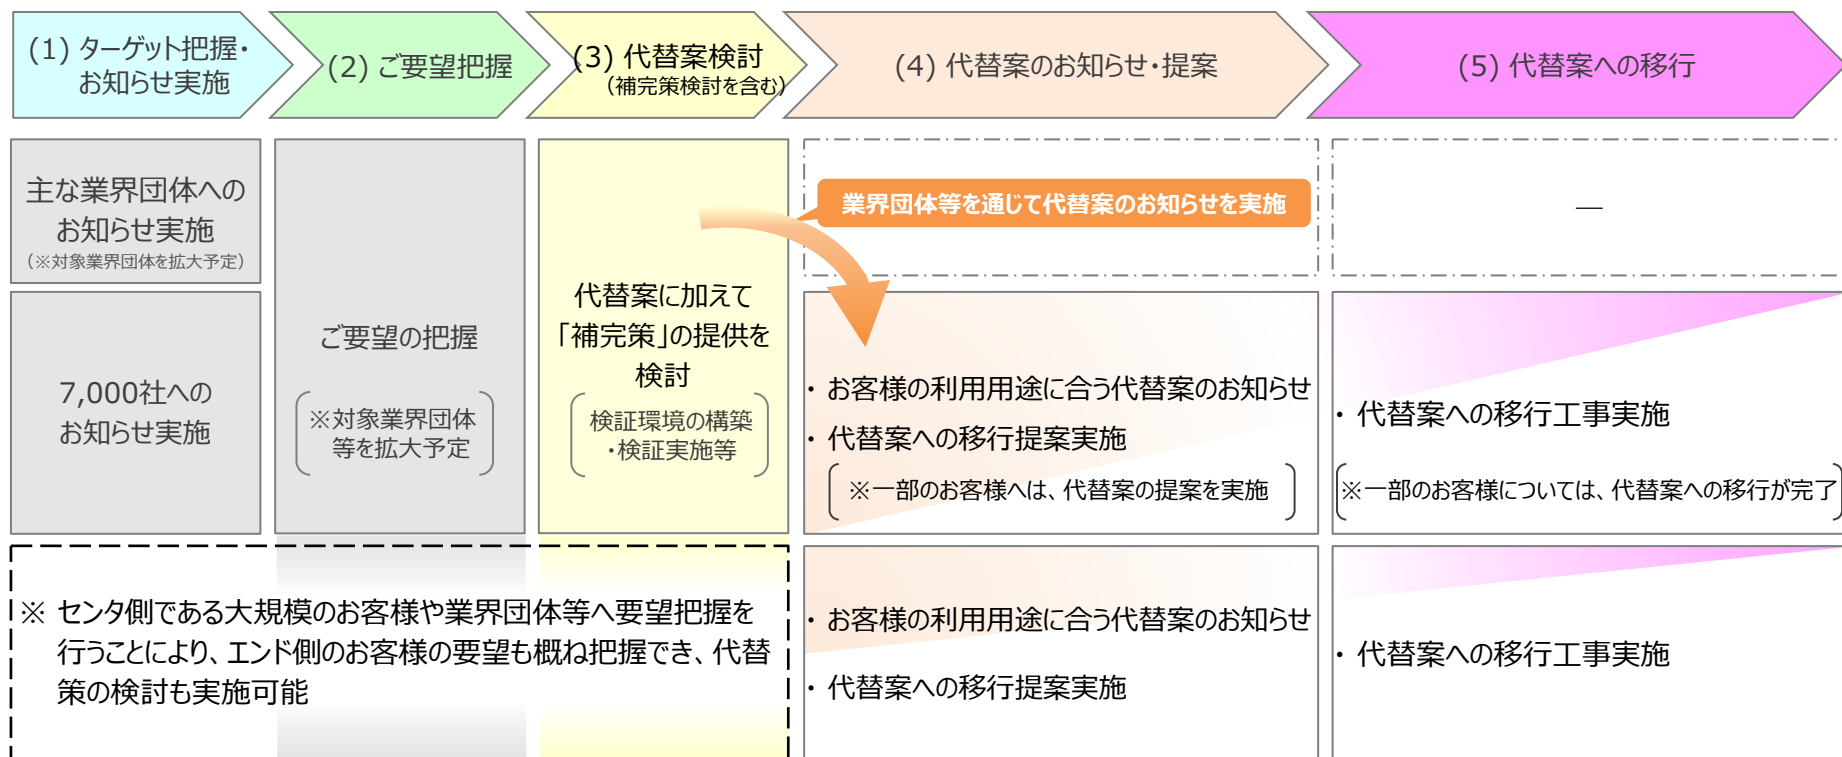 (1) ターゲット把握・
お知らせ実施
(2) ご要望把握
(3) 代替案検討
(補完策検討を含む)
(4) 代替案のお知らせ・提案
(5) 代替案への移行
主な業界団体への
お知らせ実施
(※対象業界団体を拡大予定)
7,000社への
お知らせ実施
ご要望の把握
※対象業界団体
等を拡大予定
代替案に加えて
「補完策」の提供を
検討
検証環境の構築
・検証実施等
業界団体等を通じて代替案のお知らせを実施
・ お客様の利用用途に合う代替案のお知らせ
・ 代替案への移行提案実施
※一部のお客様へは、代替案の提案を実施
―
・ 代替案への移行工事実施
※一部のお客様については、代替案への移行が完了
※ センタ側である大規模のお客様や業界団体等へ要望把握を
行うことにより、エンド側のお客様の要望も概ね把握でき、代替
策の検討も実施可能
・ お客様の利用用途に合う代替案のお知らせ
・ 代替案への移行提案実施
・ 代替案への移行工事実施